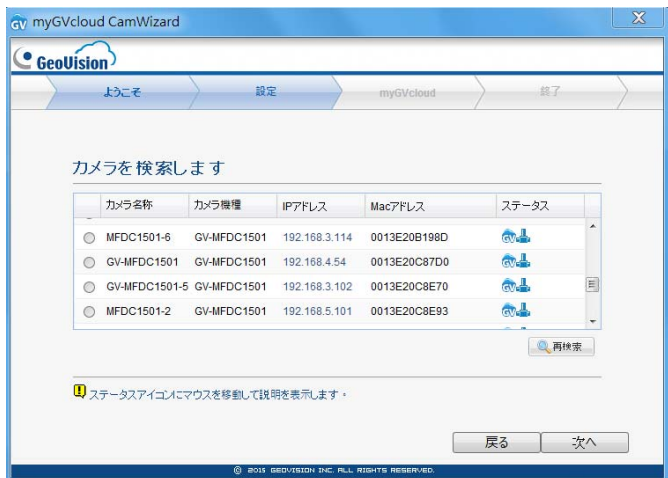 GV myGVcloud CamWizard
GeoVision
ようこそ 設定 myGVcloud 終了
カメラを検索します
カメラ名称 カメラ機種 IPアドレス Macアドレス ステータス
MFDC1501-6 GV-MFDC1501 192.168.3.114 0013E20B198D GV
GV-MFDC1501 GV-MFDC1501 192.168.4.54 0013E20C87D0 GV
GV-MFDC1501-5 GV-MFDC1501 192.168.3.102 0013E20C8E70 GV
MFDC1501-2 GV-MFDC1501 192.168.5.101 0013E20C8E93 GV
再検索
ステータスアイコンにマウスを移動して説明を表示します。
戻る 次へ
© 2015 GEOVISION INC. ALL RIGHTS RESERVED.